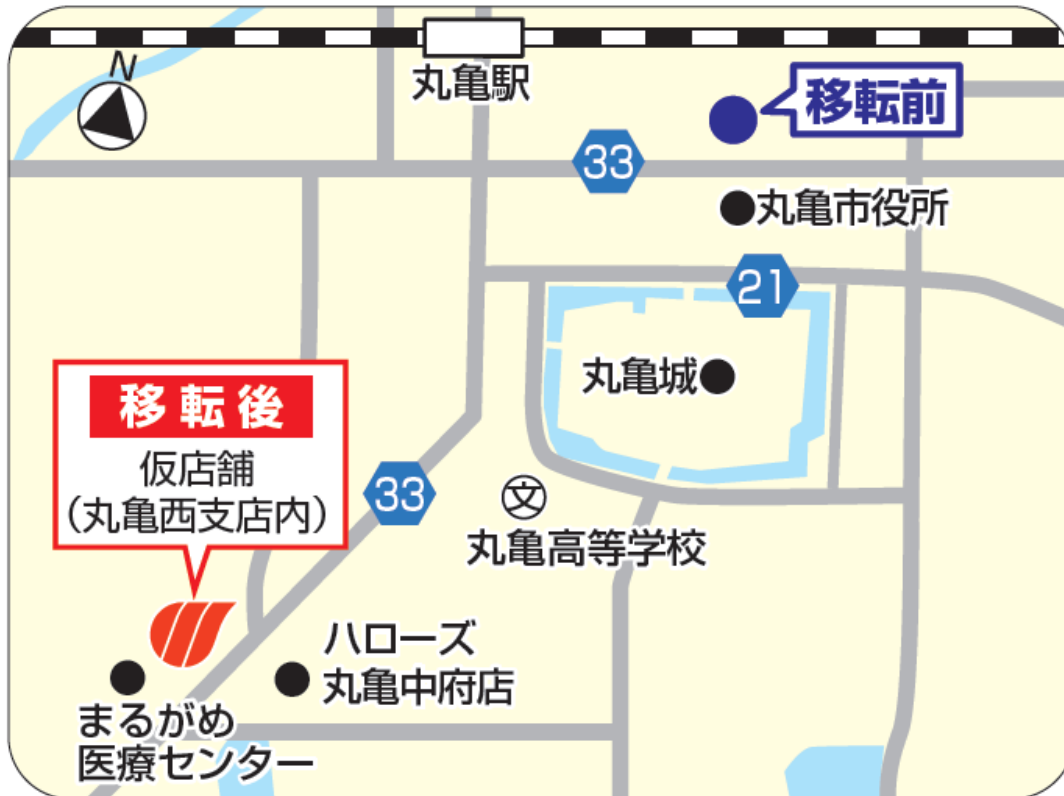 N
丸亀駅
移転前
33
丸亀市役所
21
丸亀城
移転後
仮店舗
（丸亀西支店内）
33
文
丸亀高等学校
ハローズ
丸亀中府店
まるがめ
医療センター